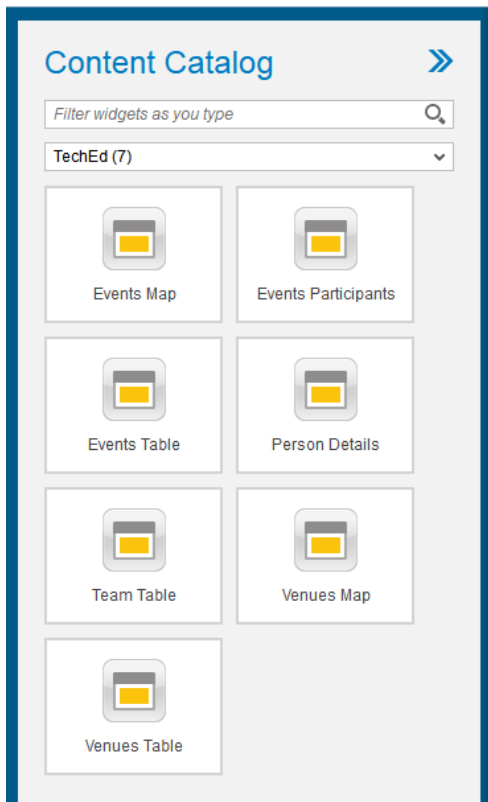 Content Catalog
Filter widgets as you type
TechEd (7)
Events Map
Events Participants
Events Table
Person Details
Team Table
Venues Map
Venues Table